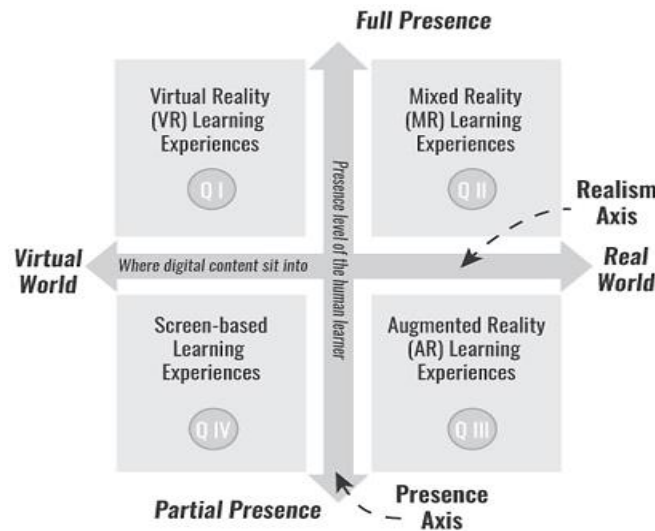 Full Presence
Virtual Reality
(VR) Learning
Experiences
Q I
Mixed Reality
(MR) Learning
Experiences
Q II
Presence level of the human learner
Realism
Axis
Virtual
World
Where digital content sit into
Real
World
Screen-based
Learning
Experiences
Q IV
Augmented Reality
(AR) Learning
Experiences
Q III
Partial Presence
Presence
Axis